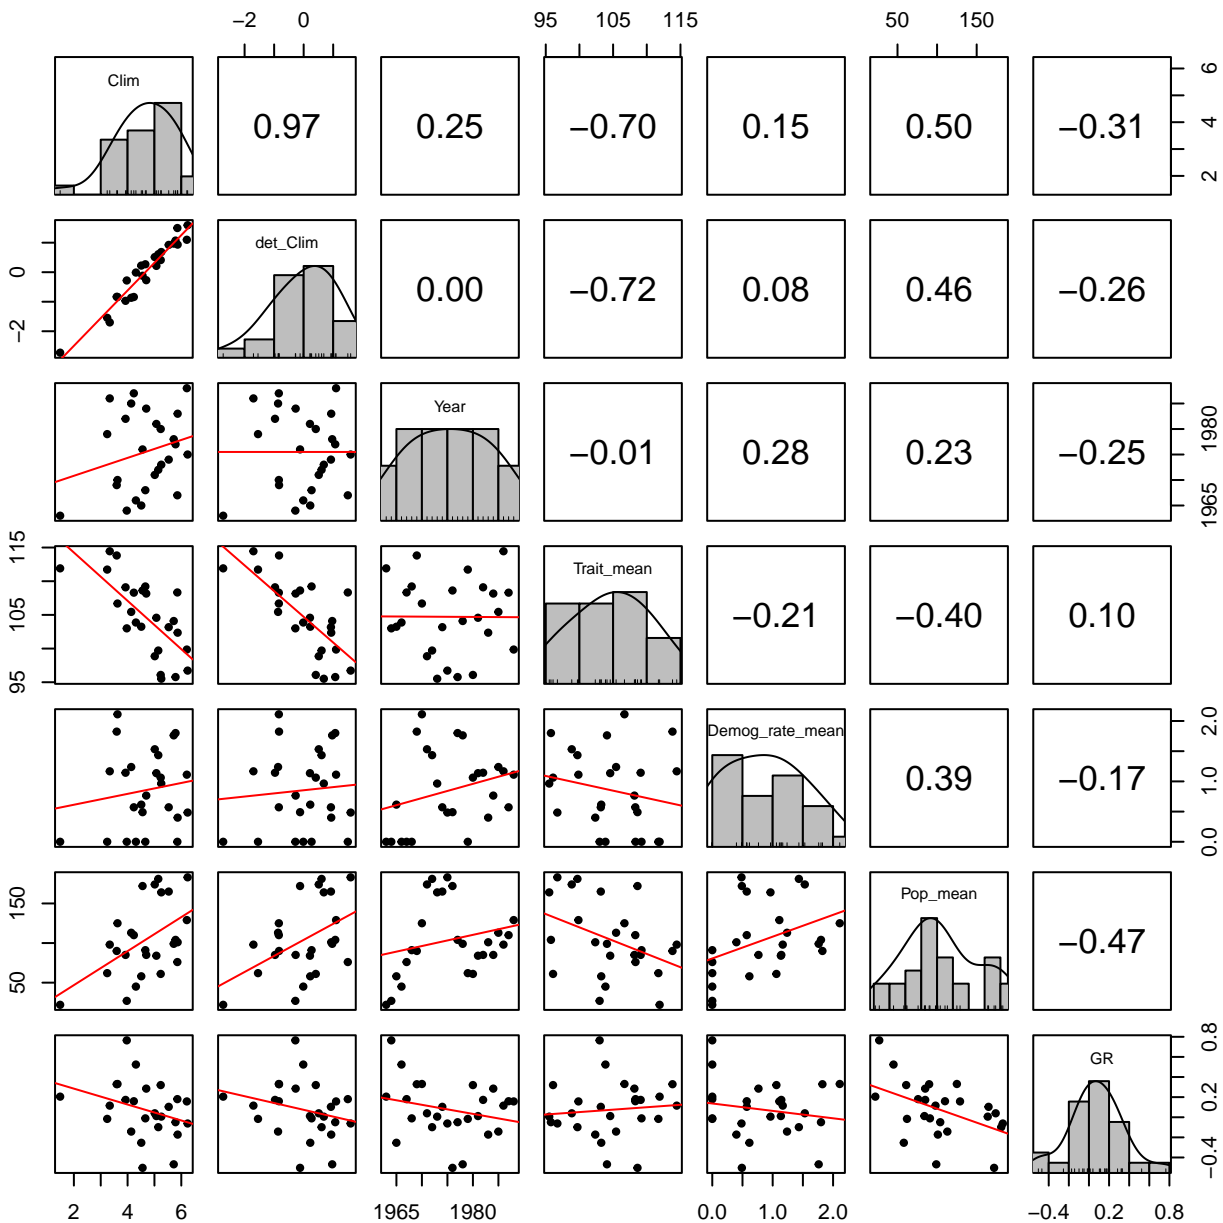 −2 0 95 105 115 50 150
Clim 0.97 0.25 −0.70 0.15 0.50 −0.31 2 4 6
−2 0 det_Clim 0.00 −0.72 0.08 0.46 −0.26
Year −0.01 0.28 0.23 −0.25 1965 1980
95 105 115 Trait_mean −0.21 −0.40 0.10
Demog_rate_mean 0.39 −0.17 0.0 1.0 2.0
50 150 Pop_mean −0.47
GR −0.4 0.2 0.8
2 4 6 1965 1980 0.0 1.0 2.0 −0.4 0.2 0.8